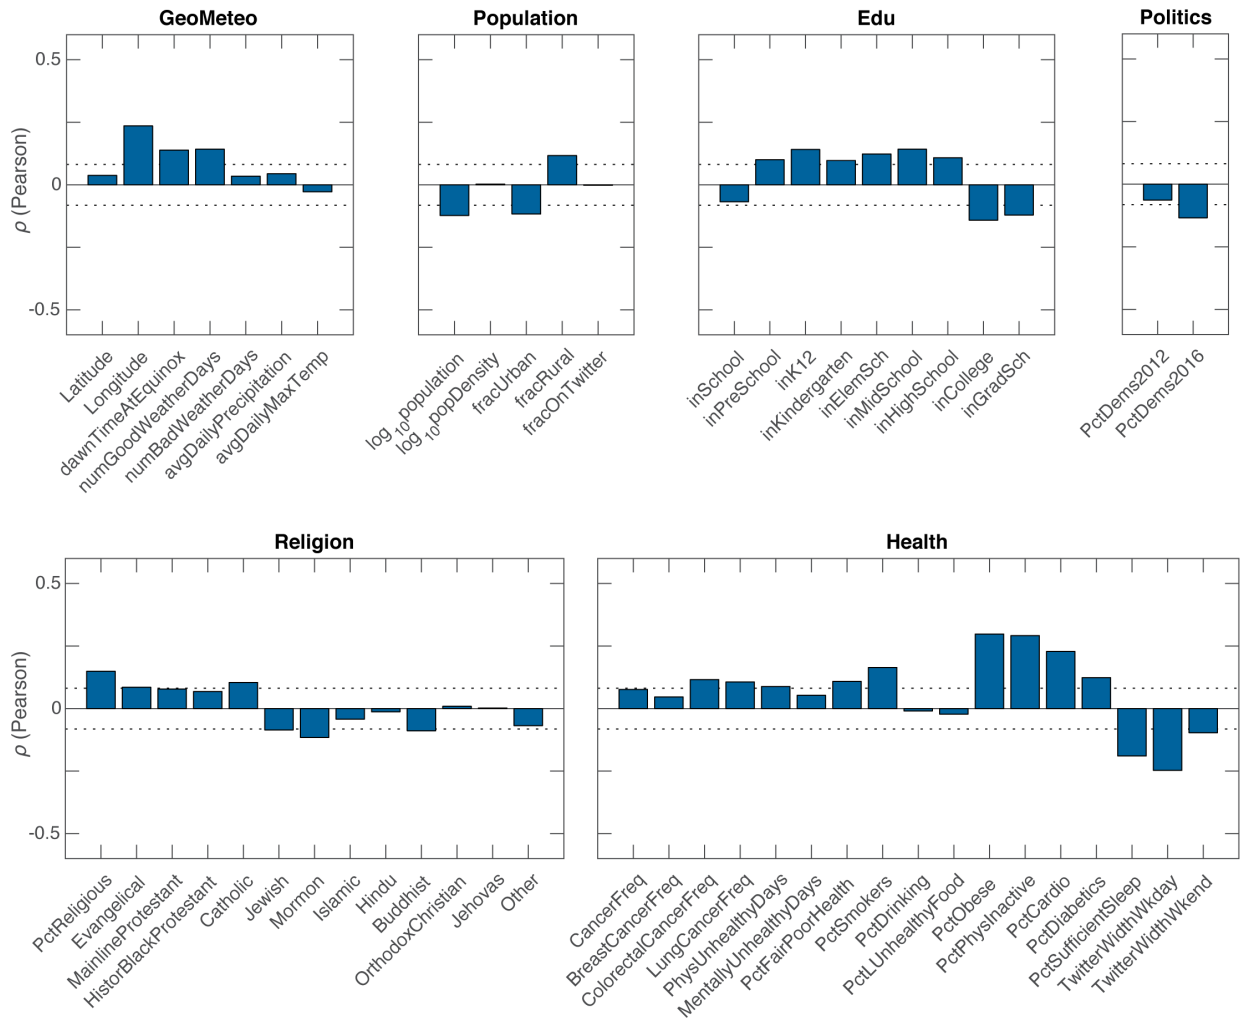 GeoMeteo
Population
Edu
Politics
ρ (Pearson)
0.5
0
-0.5
Latitude
Longitude
dawnTimeAtEquinox
numGoodWeatherDays
numBadWeatherDays
avgDailyPrecipitation
avgDailyMaxTemp
log 10population
log 10popDensity
fracUrban
fracRural
fracOnTwitter
inSchool
inPreSchool
inK12
inKindergarten
inElemSch
inMidSchool
inHighSchool
inCollege
inGradSch
PctDems2012
PctDems2016
Religion
Health
ρ (Pearson)
0.5
0
-0.5
PctReligious
Evangelical
MainlineProtestant
HistorBlackProtestant
Catholic
Jewish
Mormon
Islamic
Hindu
Buddhist
OrthodoxChristian
Jehovas
Other
CancerFreq
BreastCancerFreq
ColorectalCancerFreq
LungCancerFreq
PhysUnhealthyDays
MentallyUnhealthyDays
PctFairPoorHealth
PctSmokers
PctDrinking
PctLUnhealthyFood
PctObese
PctPhysInactive
PctCardio
PctDiabetics
PctSufficientSleep
TwitterWidthWkday
TwitterWidthWkend